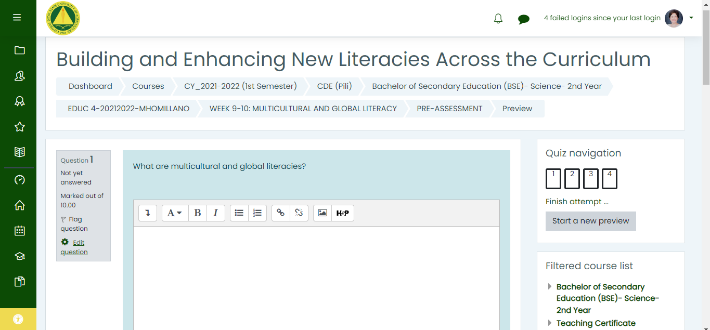 4 failed logins since your last login
Building and Enhancing New Literacies Across the Curriculum
Dashboard Courses CY_2021-2022 (1st Semester) CDE (Pili) Bachelor of Secondary Education (BSE) - Science- 2nd Year
EDUC 4-20212022-MHOMILLANO WEEK 9-10: MULTICULTURAL AND GLOBAL LITERACY PRE-ASSESSMENT Preview
Question 1
Not yet
answered
Marked out of
10.00
Flag
question
Edit
question
What are multicultural and global literacies?
A B I H-P
Quiz navigation
1 2 3 4
Finish attempt ...
Start a new preview
Filtered course list
Bachelor of Secondary
Education (BSE)- Science-
2nd Year
Teaching Certificate